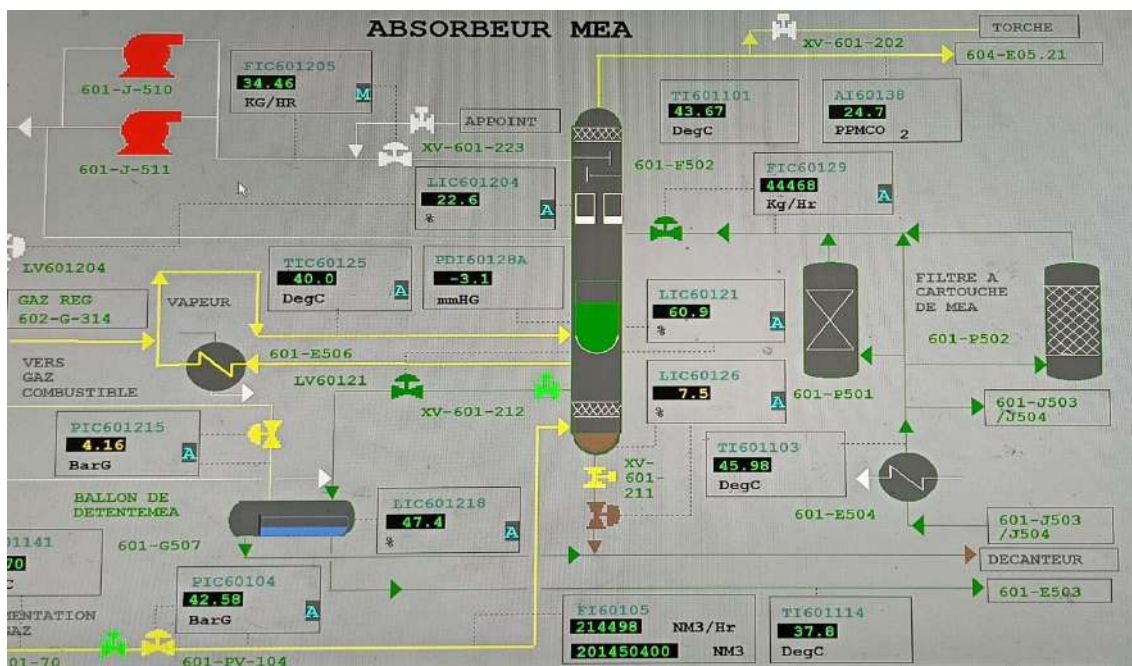 ABSORBEUR MEA
TORCHE
XV-601-202
604-E05.21
601-J-510
FIC601205
34.46
M
KG/HR
TI601101
43.67
DegC
AI60138
24.7
PPMCO 2
APPOINT
601-J-511
XV-601-223
601-F502
LIC601204
22.6
A
%
FIC60129
44468
A
Kg/Hr
LV601204
TIC60125
40.0
A
DegC
PDI60128A
-3.1
mmHG
GAZ REG
602-G-314
VAPEUR
LIC60121
60.9
A
%
FILTRE A
CARTOUCHE
DE MEA
601-P502
VERS
GAZ
COMBUSTIBLE
601-E506
LV60121
XV-601-212
LIC60126
7.5
A
%
601-P501
601-J503
/J504
PIC601215
4.16
A
BarG
XV-
601-
211
TI601103
45.98
DegC
BALLON DE
DETENTEMEA
601-G507
LIC601218
47.4
A
%
601-E504
601-J503
/J504
DECANTEUR
601-E503
01141
70
C
PIC60104
42.58
A
BarG
MENTATION
GAZ
01-70
601-PV-104
FI60105
214498 NM3/Hr
201450400 NM3
TI601114
37.8
DegC